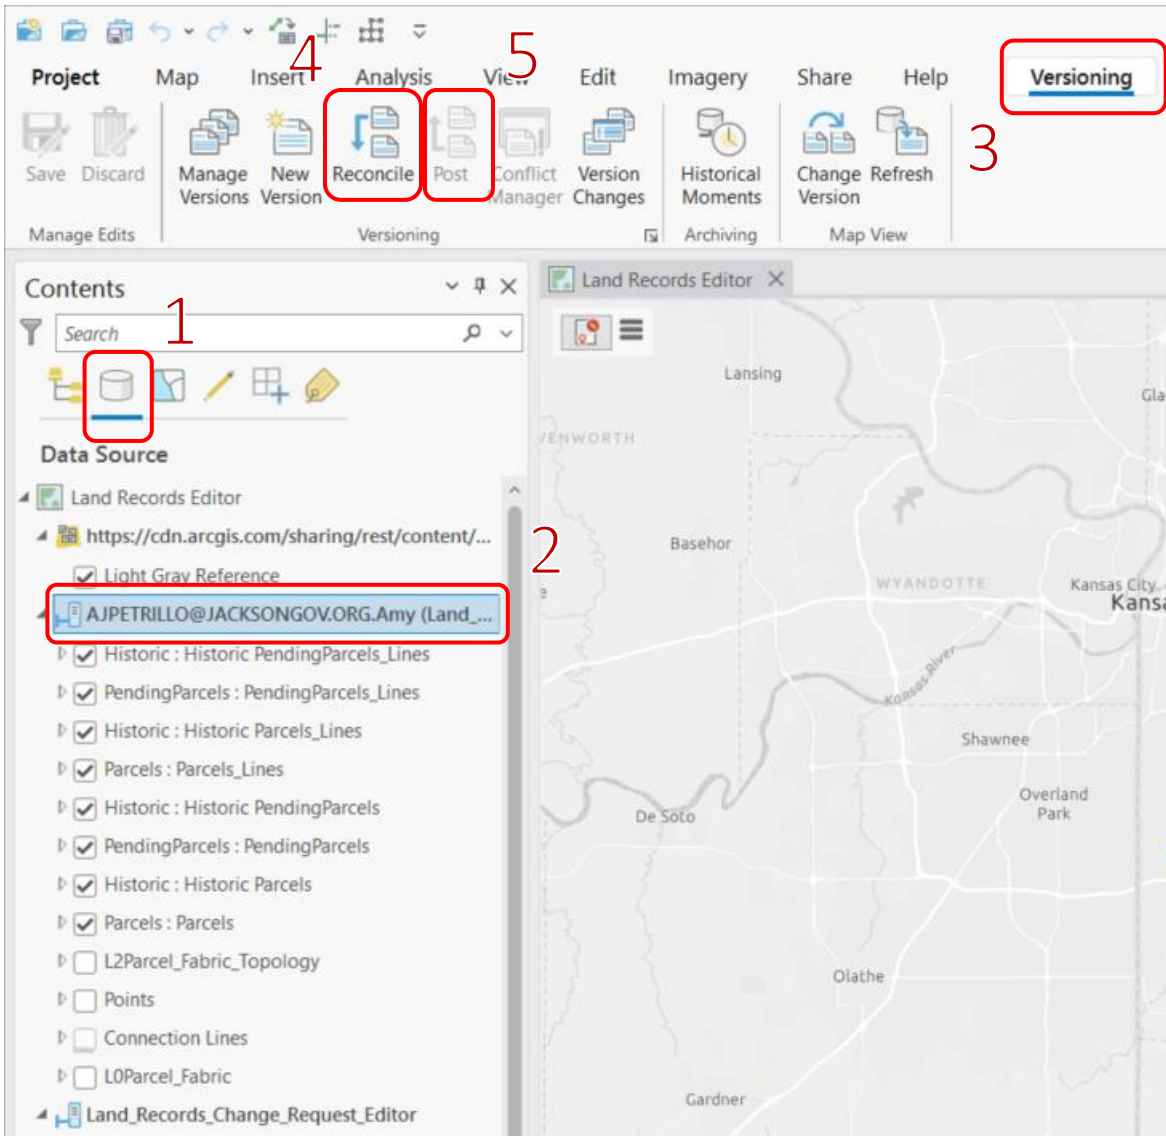 4
5
Project Map Insert Analysis View Edit Imagery Share Help Versioning
3
Save Discard Manage Versions New Version Reconcile Post Conflict Manager Version Changes Historical Moments Change Version Refresh
Manage Edits Versioning Archiving Map View
Contents
Land Records Editor
1
Search
Data Source
Land Records Editor
https://cdn.arcgis.com/sharing/rest/content/...
2
Light Gray Reference
AJPETRILLO@JACKSONGOV.ORG.Amy (Land_...
Historic : Historic PendingParcels_Lines
PendingParcels : PendingParcels_Lines
Historic : Historic Parcels_Lines
Parcels : Parcels_Lines
Historic : Historic PendingParcels
PendingParcels : PendingParcels
Historic : Historic Parcels
Parcels : Parcels
L2Parcel_Fabric_Topology
Points
Connection Lines
L0Parcel_Fabric
Land_Records_Change_Request_Editor
Lansing
Gla
VENWORTH
Basehor
e
WYANDOTTE
Kansas City
Kansa
Kansas River
Shawnee
Overland
Park
De Soto
Olathe
Gardner